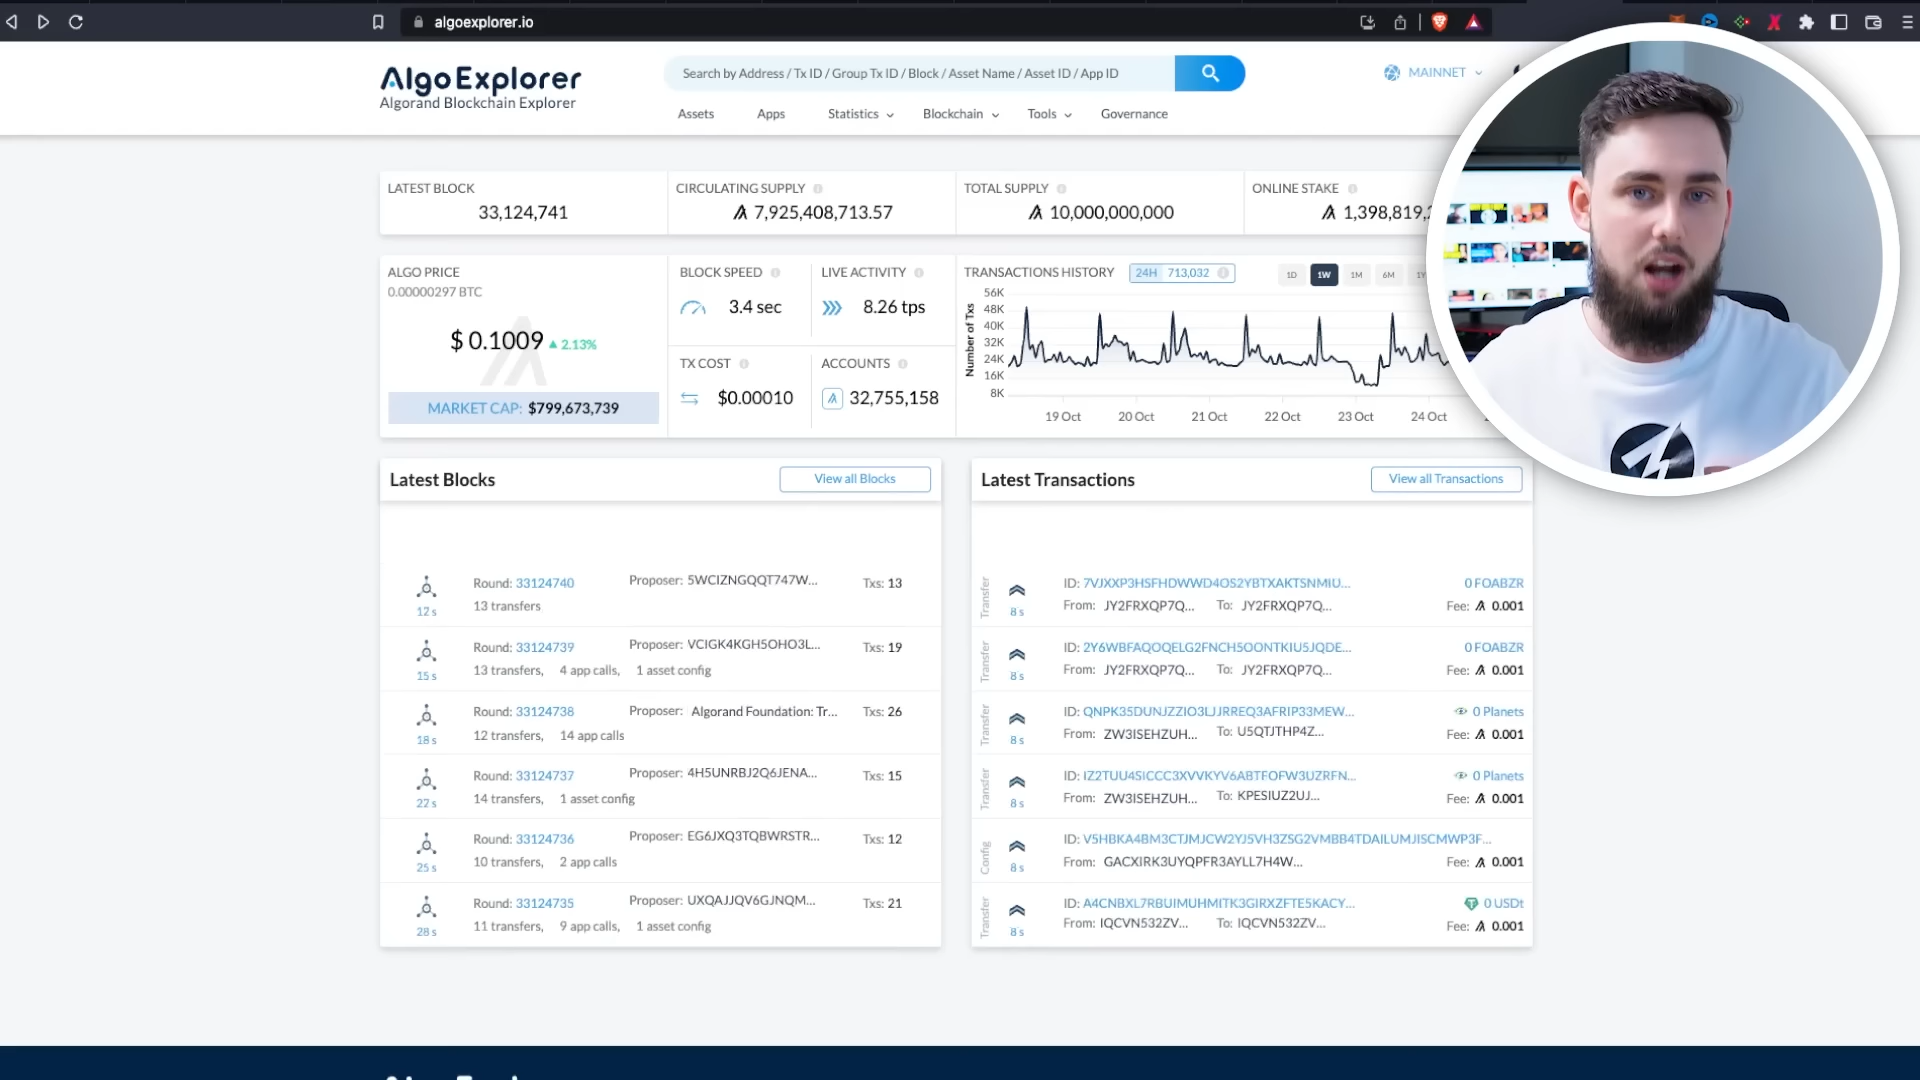 algoexplorer.io
AlgoExplorer
Algorand Blockchain Explorer
Search by Address / Tx ID / Group Tx ID / Block / Asset Name / Asset ID / App ID
MAINNET
Assets Apps Statistics Blockchain Tools Governance
LATEST BLOCK
33,124,741
CIRCULATING SUPPLY
7,925,408,713.57
TOTAL SUPPLY
10,000,000,000
ONLINE STAKE
1,398,819,
ALGO PRICE
0.00000297 BTC
$ 0.1009 2.13%
MARKET CAP: $799,673,739
BLOCK SPEED
3.4 sec
LIVE ACTIVITY
8.26 tps
TX COST
$0.00010
ACCOUNTS
32,755,158
TRANSACTIONS HISTORY 24H 713,032
1D 1W 1M 6M 1Y
Number of Txs
56K
48K
40K
32K
24K
16K
8K
19 Oct 20 Oct 21 Oct 22 Oct 23 Oct 24 Oct
Latest Blocks View all Blocks
Round: 33124740 Proposer: 5WCIZNGQQT747W... Txs: 13
12 s 13 transfers
Round: 33124739 Proposer: VCIGK4KGH5OHO3L... Txs: 19
15 s 13 transfers, 4 app calls, 1 asset config
Round: 33124738 Proposer: Algorand Foundation: Tr... Txs: 26
18 s 12 transfers, 14 app calls
Round: 33124737 Proposer: 4H5UNRBJ2Q6JENA... Txs: 15
22 s 14 transfers, 1 asset config
Round: 33124736 Proposer: EG6JXQ3TQBWRSTR... Txs: 12
25 s 10 transfers, 2 app calls
Round: 33124735 Proposer: UXQAJJQV6GJNQM... Txs: 21
28 s 11 transfers, 9 app calls, 1 asset config
Latest Transactions View all Transactions
Transfer ID: 7VJXXP3HSFHDWWD4OS2YBTXAKTSNMIU... 0 FOABZR
8 s From: JY2FRXQP7Q... To: JY2FRXQP7Q... Fee: 0.001
Transfer ID: 2Y6WBFAQOQELG2FNCH5OONTKIU5JQDE... 0 FOABZR
8 s From: JY2FRXQP7Q... To: JY2FRXQP7Q... Fee: 0.001
Transfer ID: QNPK35DUNJZZIO3LJJRREQ3AFRIP33MEW... 0 Planets
8 s From: ZW3ISEHZUH... To: U5QTJTHP4Z... Fee: 0.001
Transfer ID: IZ2TUU4SICCC3XVVKYV6ABTFOFW3UZRFN... 0 Planets
8 s From: ZW3ISEHZUH... To: KPESIUZ2UJ... Fee: 0.001
Config ID: V5HBKA4BM3CTJMJCW2YJ5VH3ZSG2VMBB4TDAILUMJISCMWP3F...
8 s From: GACXIRK3UYQPFR3AYLL7H4W... Fee: 0.001
Transfer ID: A4CNBXL7RBUIMUHMITK3GIRXZFTE5KACY... 0 USDt
8 s From: IQCVN532ZV... To: IQCVN532ZV... Fee: 0.001